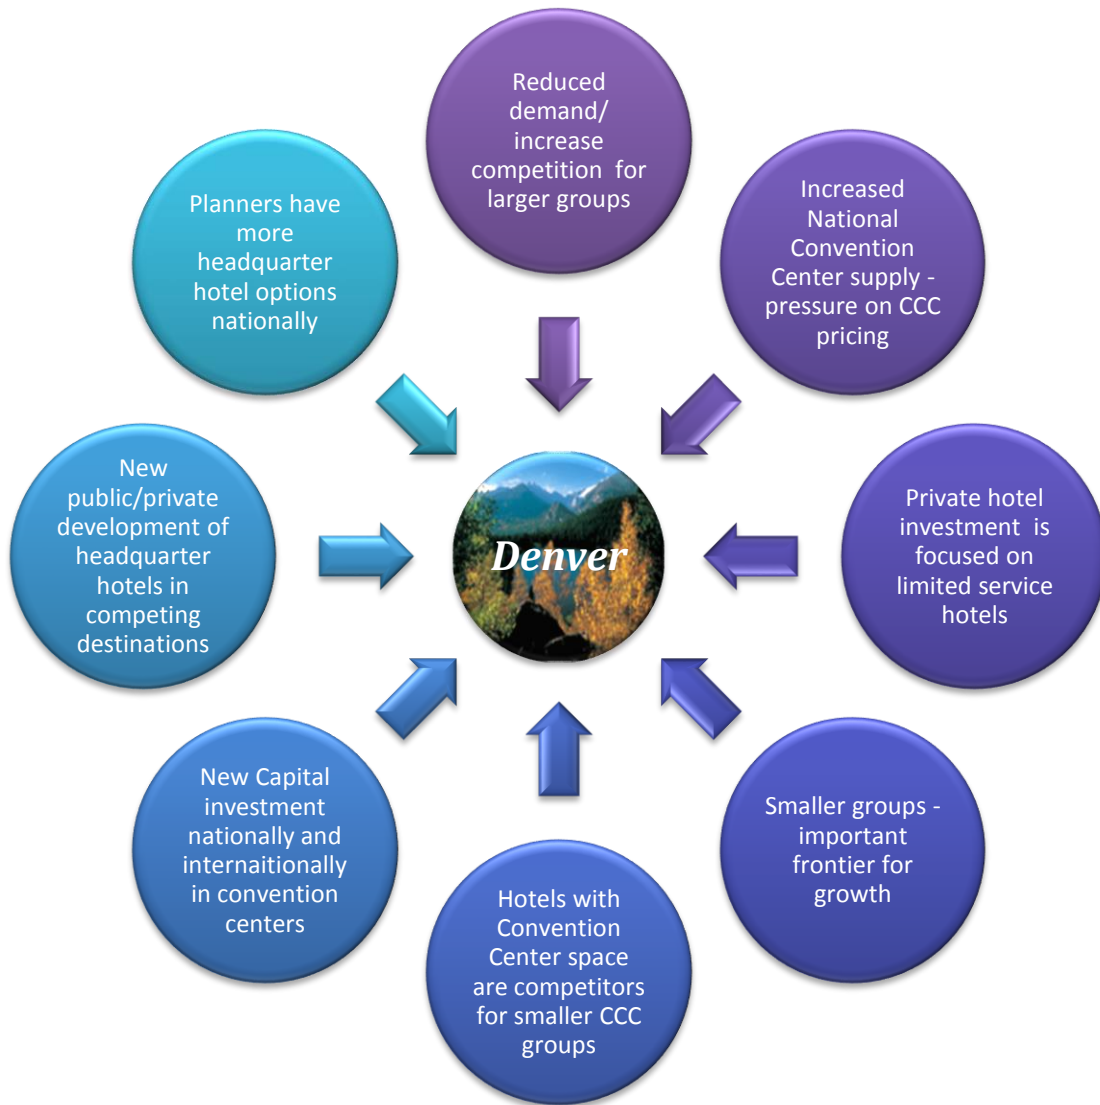 Reduced
demand/
increase
competition  for
larger groups
Increased
National
Convention
Center supply -
pressure on CCC
pricing
Private hotel
investment  is
focused on
limited service
hotels
Smaller groups -
important
frontier for
growth
Hotels with
Convention
Center space
are competitors
for smaller CCC
groups
New Capital
investment
nationally and
internaitionally
in convention
centers
New
public/private
development of
headquarter
hotels in
competing
destinations
Planners have
more
headquarter
hotel options
nationally
Denver